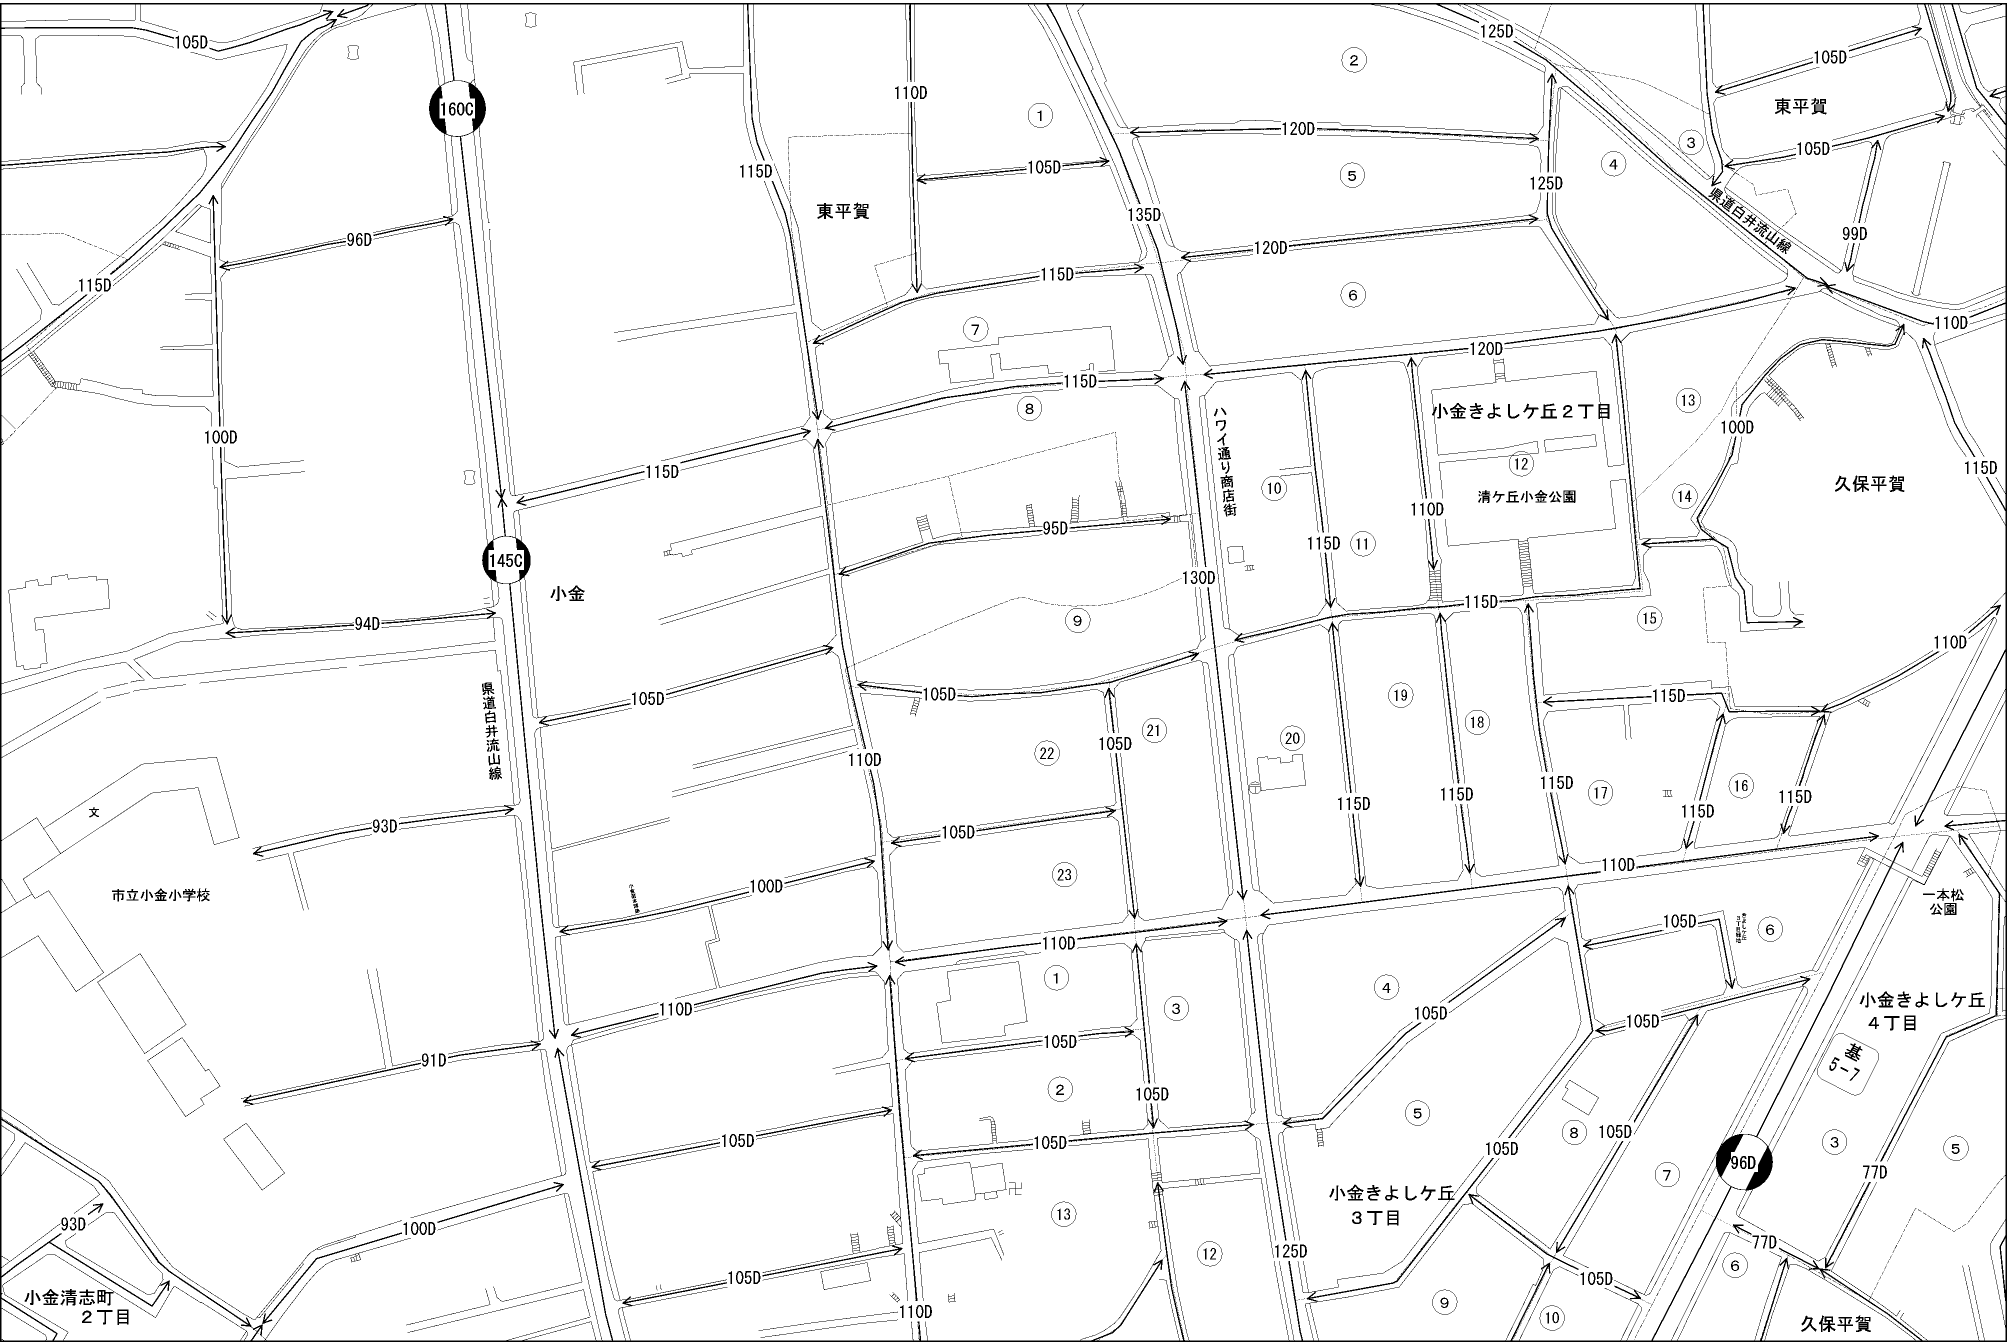 105D
125D
②
105D
160C
110D
①
東平賀
120D
③
④
105D
105D
⑤
115D
125D
東平賀
135D
県道白井流山線
99D
96D
120D
115D
115D
⑥
110D
⑦
120D
115D
⑧
小金きよしケ丘2丁目
⑬
ハワイ通り商店街
100D
100D
115D
⑫
115D
久保平賀
⑩
清ケ丘小金公園
⑭
110D
95D
115D
⑪
145C
130D
小金
115D
94D
⑨
⑮
110D
県道白井流山線
105D
105D
⑲
115D
⑱
㉑
105D
⑳
㉒
110D
115D
115D
115D
⑰
⑯
115D
115D
文
93D
105D
110D
市立小金小学校
㉓
100D
一本松
公園
105D
⑥
110D
①
④
小金きよしケ丘
4丁目
110D
③
105D
105D
105D
基
5-7
91D
②
105D
⑤
105D
105D
⑧
105D
105D
③
⑤
96D
⑦
77D
小金きよしケ丘
3丁目
93D
100D
⑬
⑫
125D
77D
⑥
105D
105D
小金清志町
2丁目
110D
⑨
⑩
久保平賀